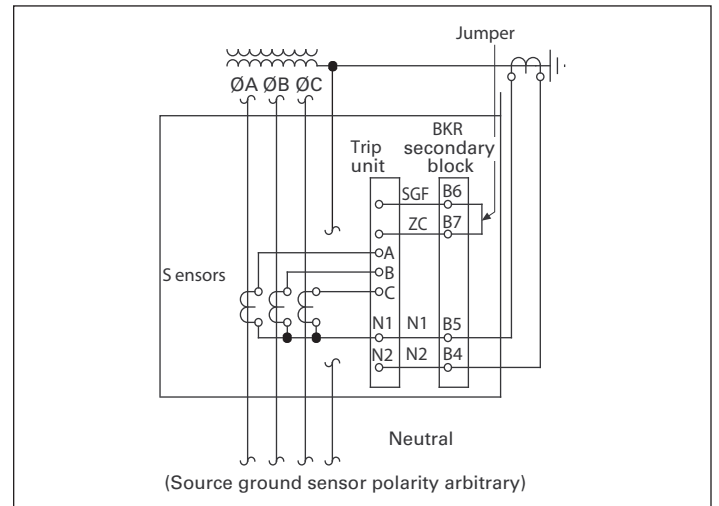 Jumper
ØA ØB ØC
Trip
unit
BKR
secondary
block
SGF B6
ZC B7
A
B
C
S ensors
N1 N1 B5
N2 N2 B4
Neutral
(Source ground sensor polarity arbitrary)